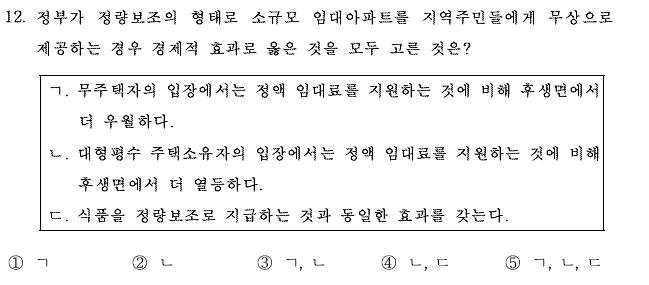 12. 정부가 정량보조의 형태로 소규모 임대아파트를 지역주민들에게 무상으로
제공하는 경우 경제적 효과로 옳은 것을 모두 고른 것은?
ㄱ. 무주택자의 입장에서는 정액 임대료를 지원하는 것에 비해 후생면에서
더 우월하다.
ㄴ. 대형평수 주택소유자의 입장에서는 정액 임대료를 지원하는 것에 비해
후생면에서 더 열등하다.
ㄷ. 식품을 정량보조로 지급하는 것과 동일한 효과를 갖는다.
① ㄱ ② ㄴ ③ ㄱ, ㄴ ④ ㄴ, ㄷ ⑤ ㄱ, ㄴ, ㄷ